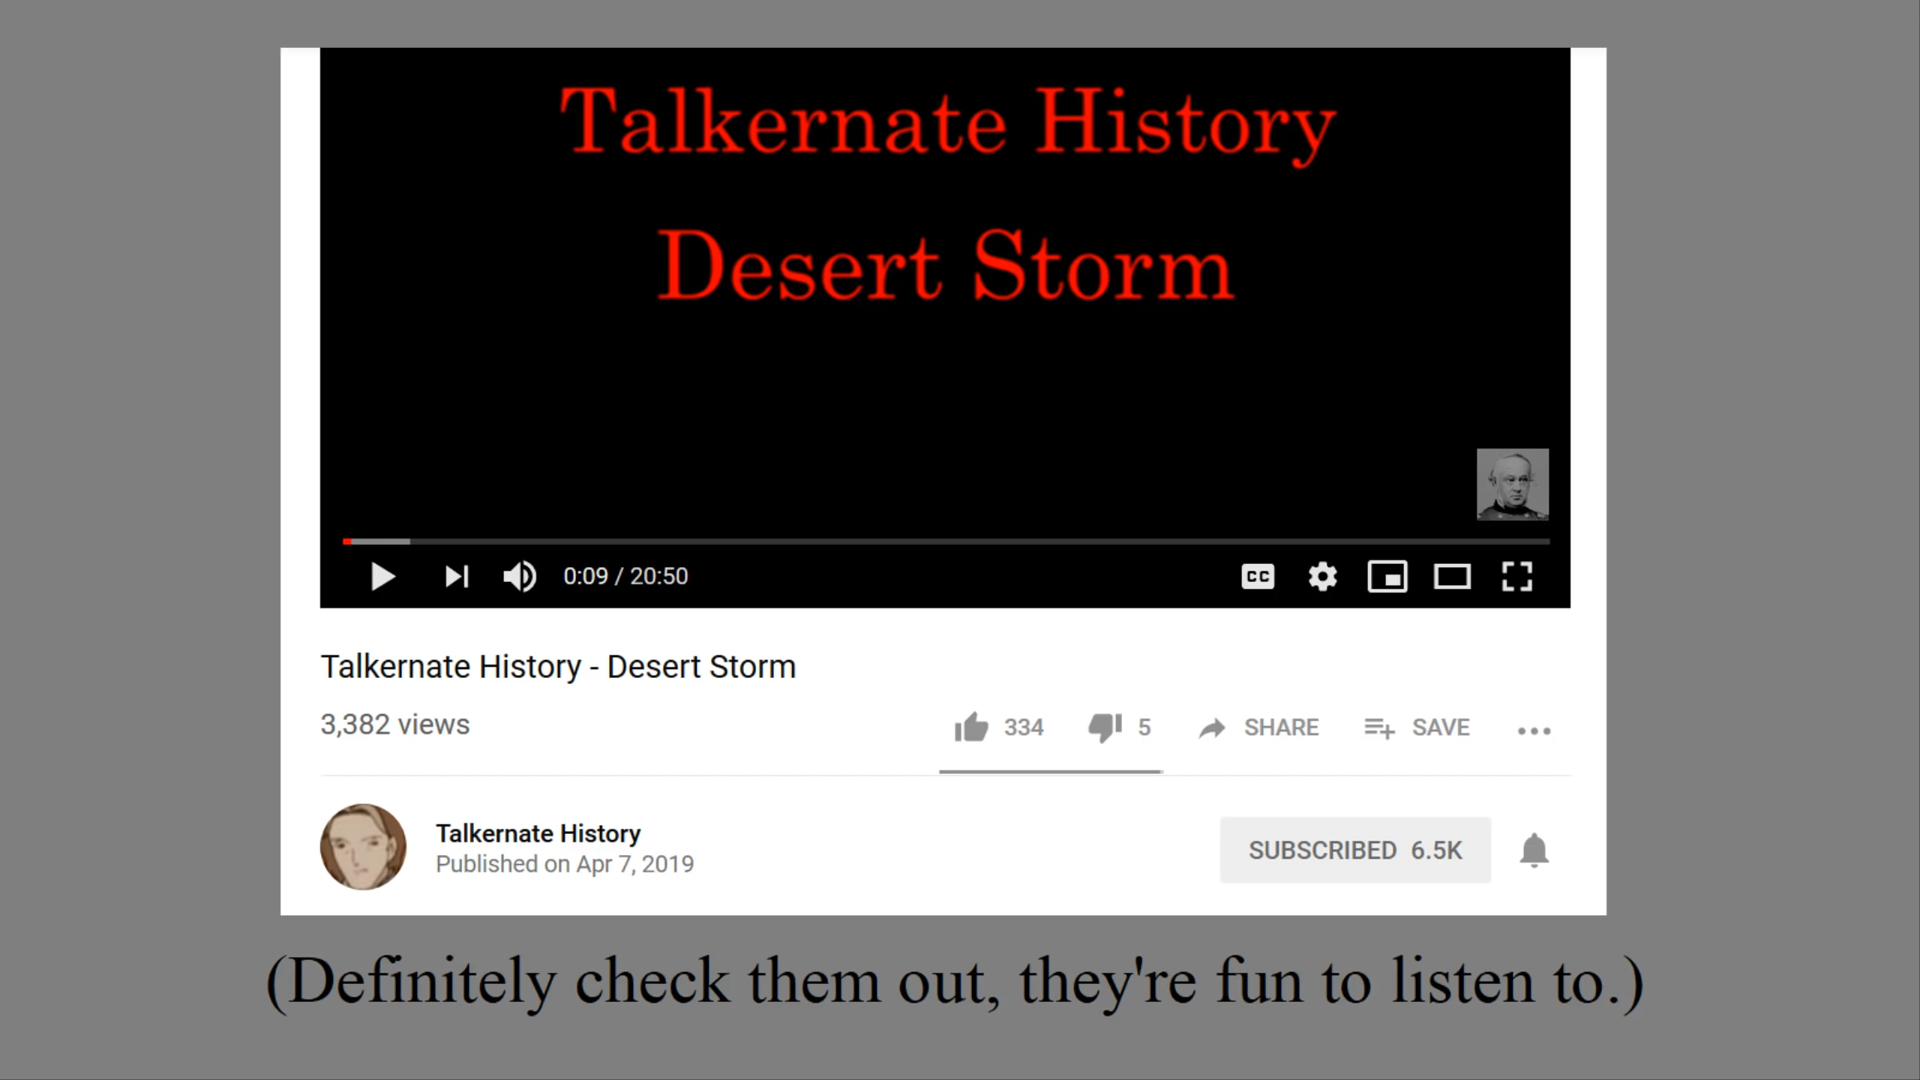 Talkernate History
Desert Storm
0:09 / 20:50
CC
Talkernate History - Desert Storm
3,382 views
334
5
SHARE
SAVE
Talkernate History
Published on Apr 7, 2019
SUBSCRIBED 6.5K
(Definitely check them out, they're fun to listen to.)